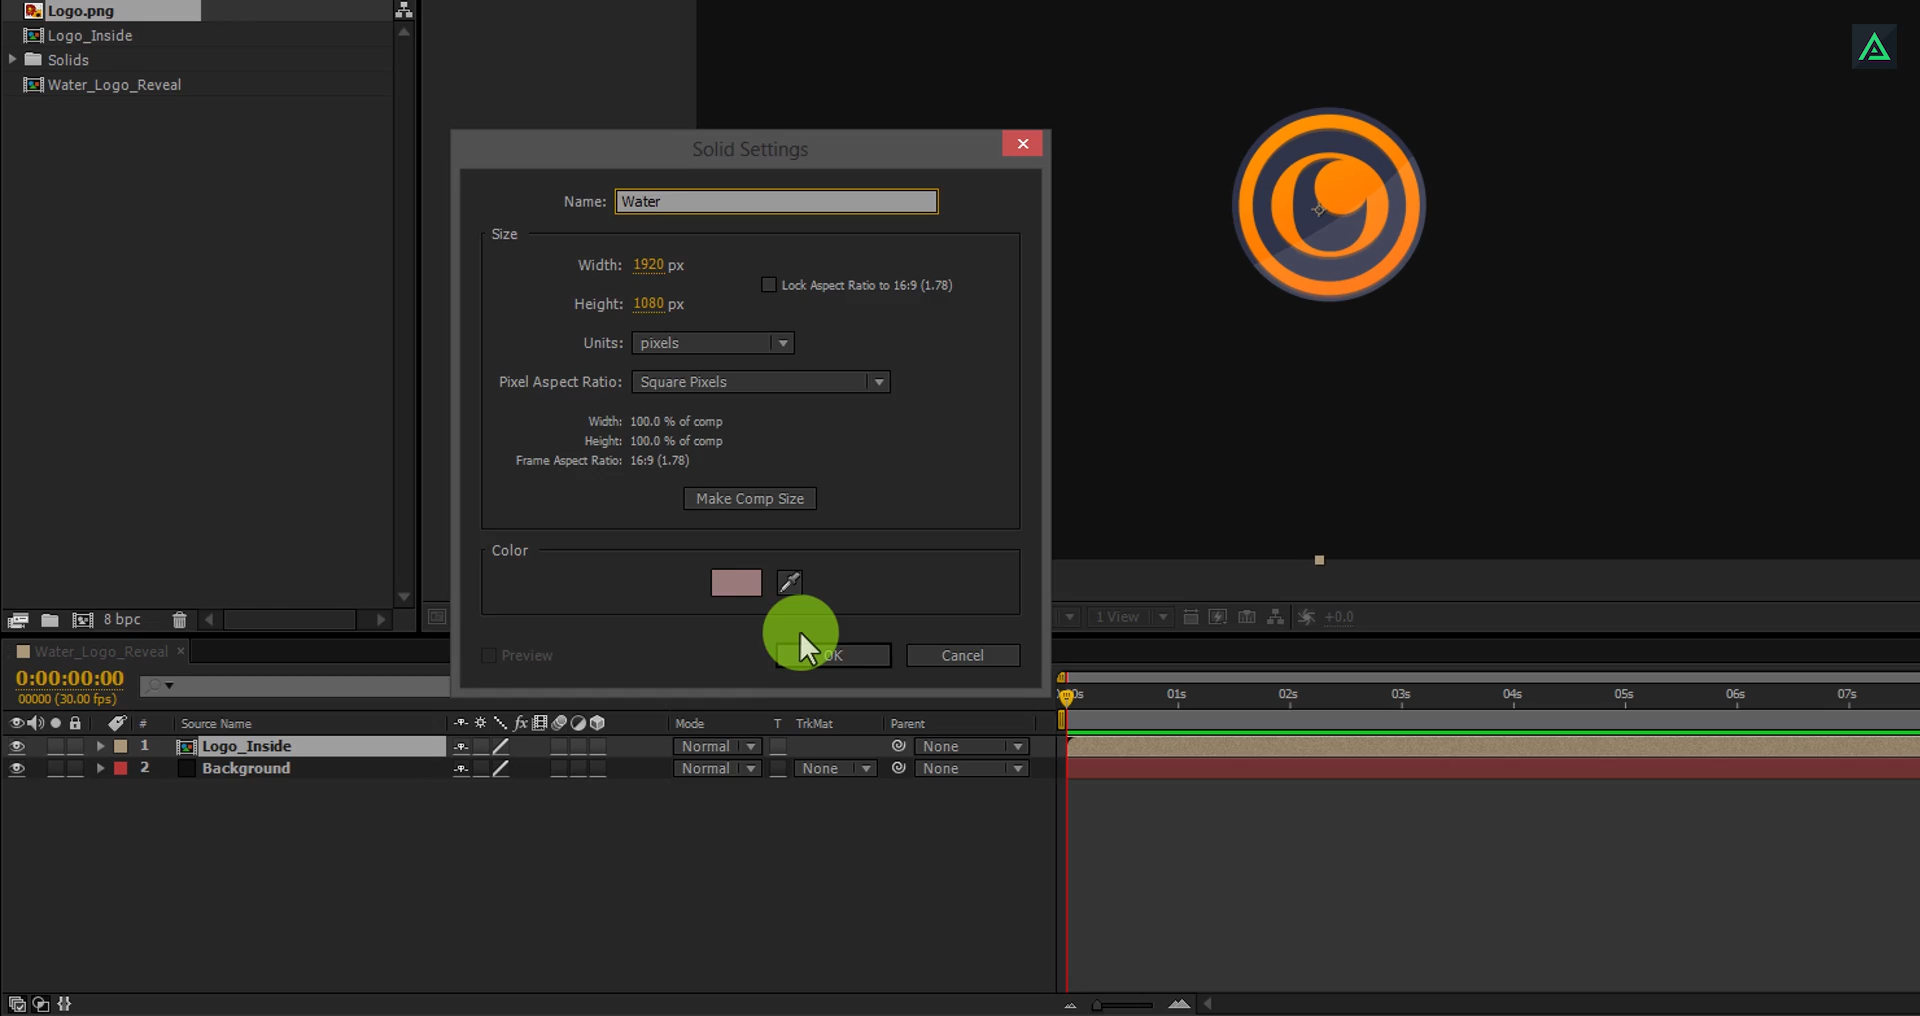 Logo.png
Logo_Inside
Solids
Water_Logo_Reveal
Solid Settings
Name: Water
Size
Width: 1920 px
Lock Aspect Ratio to 16:9 (1.78)
Height: 1080 px
Units: pixels
Pixel Aspect Ratio: Square Pixels
Width: 100.0 % of comp
Height: 100.0 % of comp
Frame Aspect Ratio: 16:9 (1.78)
Make Comp Size
Color
Preview
OK
Cancel
8 bpc
1 View
+0.0
Water_Logo_Reveal ×
0:00:00:00
00000 (30.00 fps)
01s 02s 03s 04s 05s 06s 07s
# Source Name fx Mode T TrkMat Parent
1 Logo_Inside Normal None
2 Background Normal None None